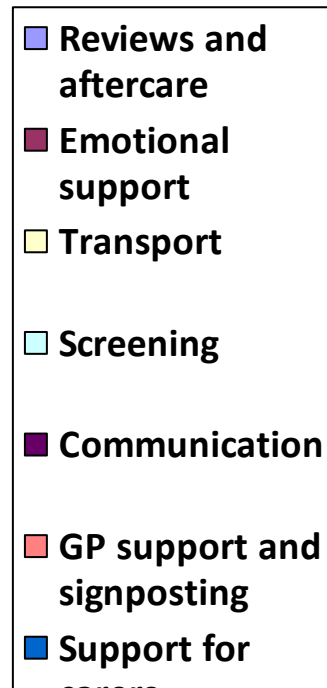 Reviews and
aftercare
Emotional
support
Transport
Screening
Communication
GP support and
signposting
Support for